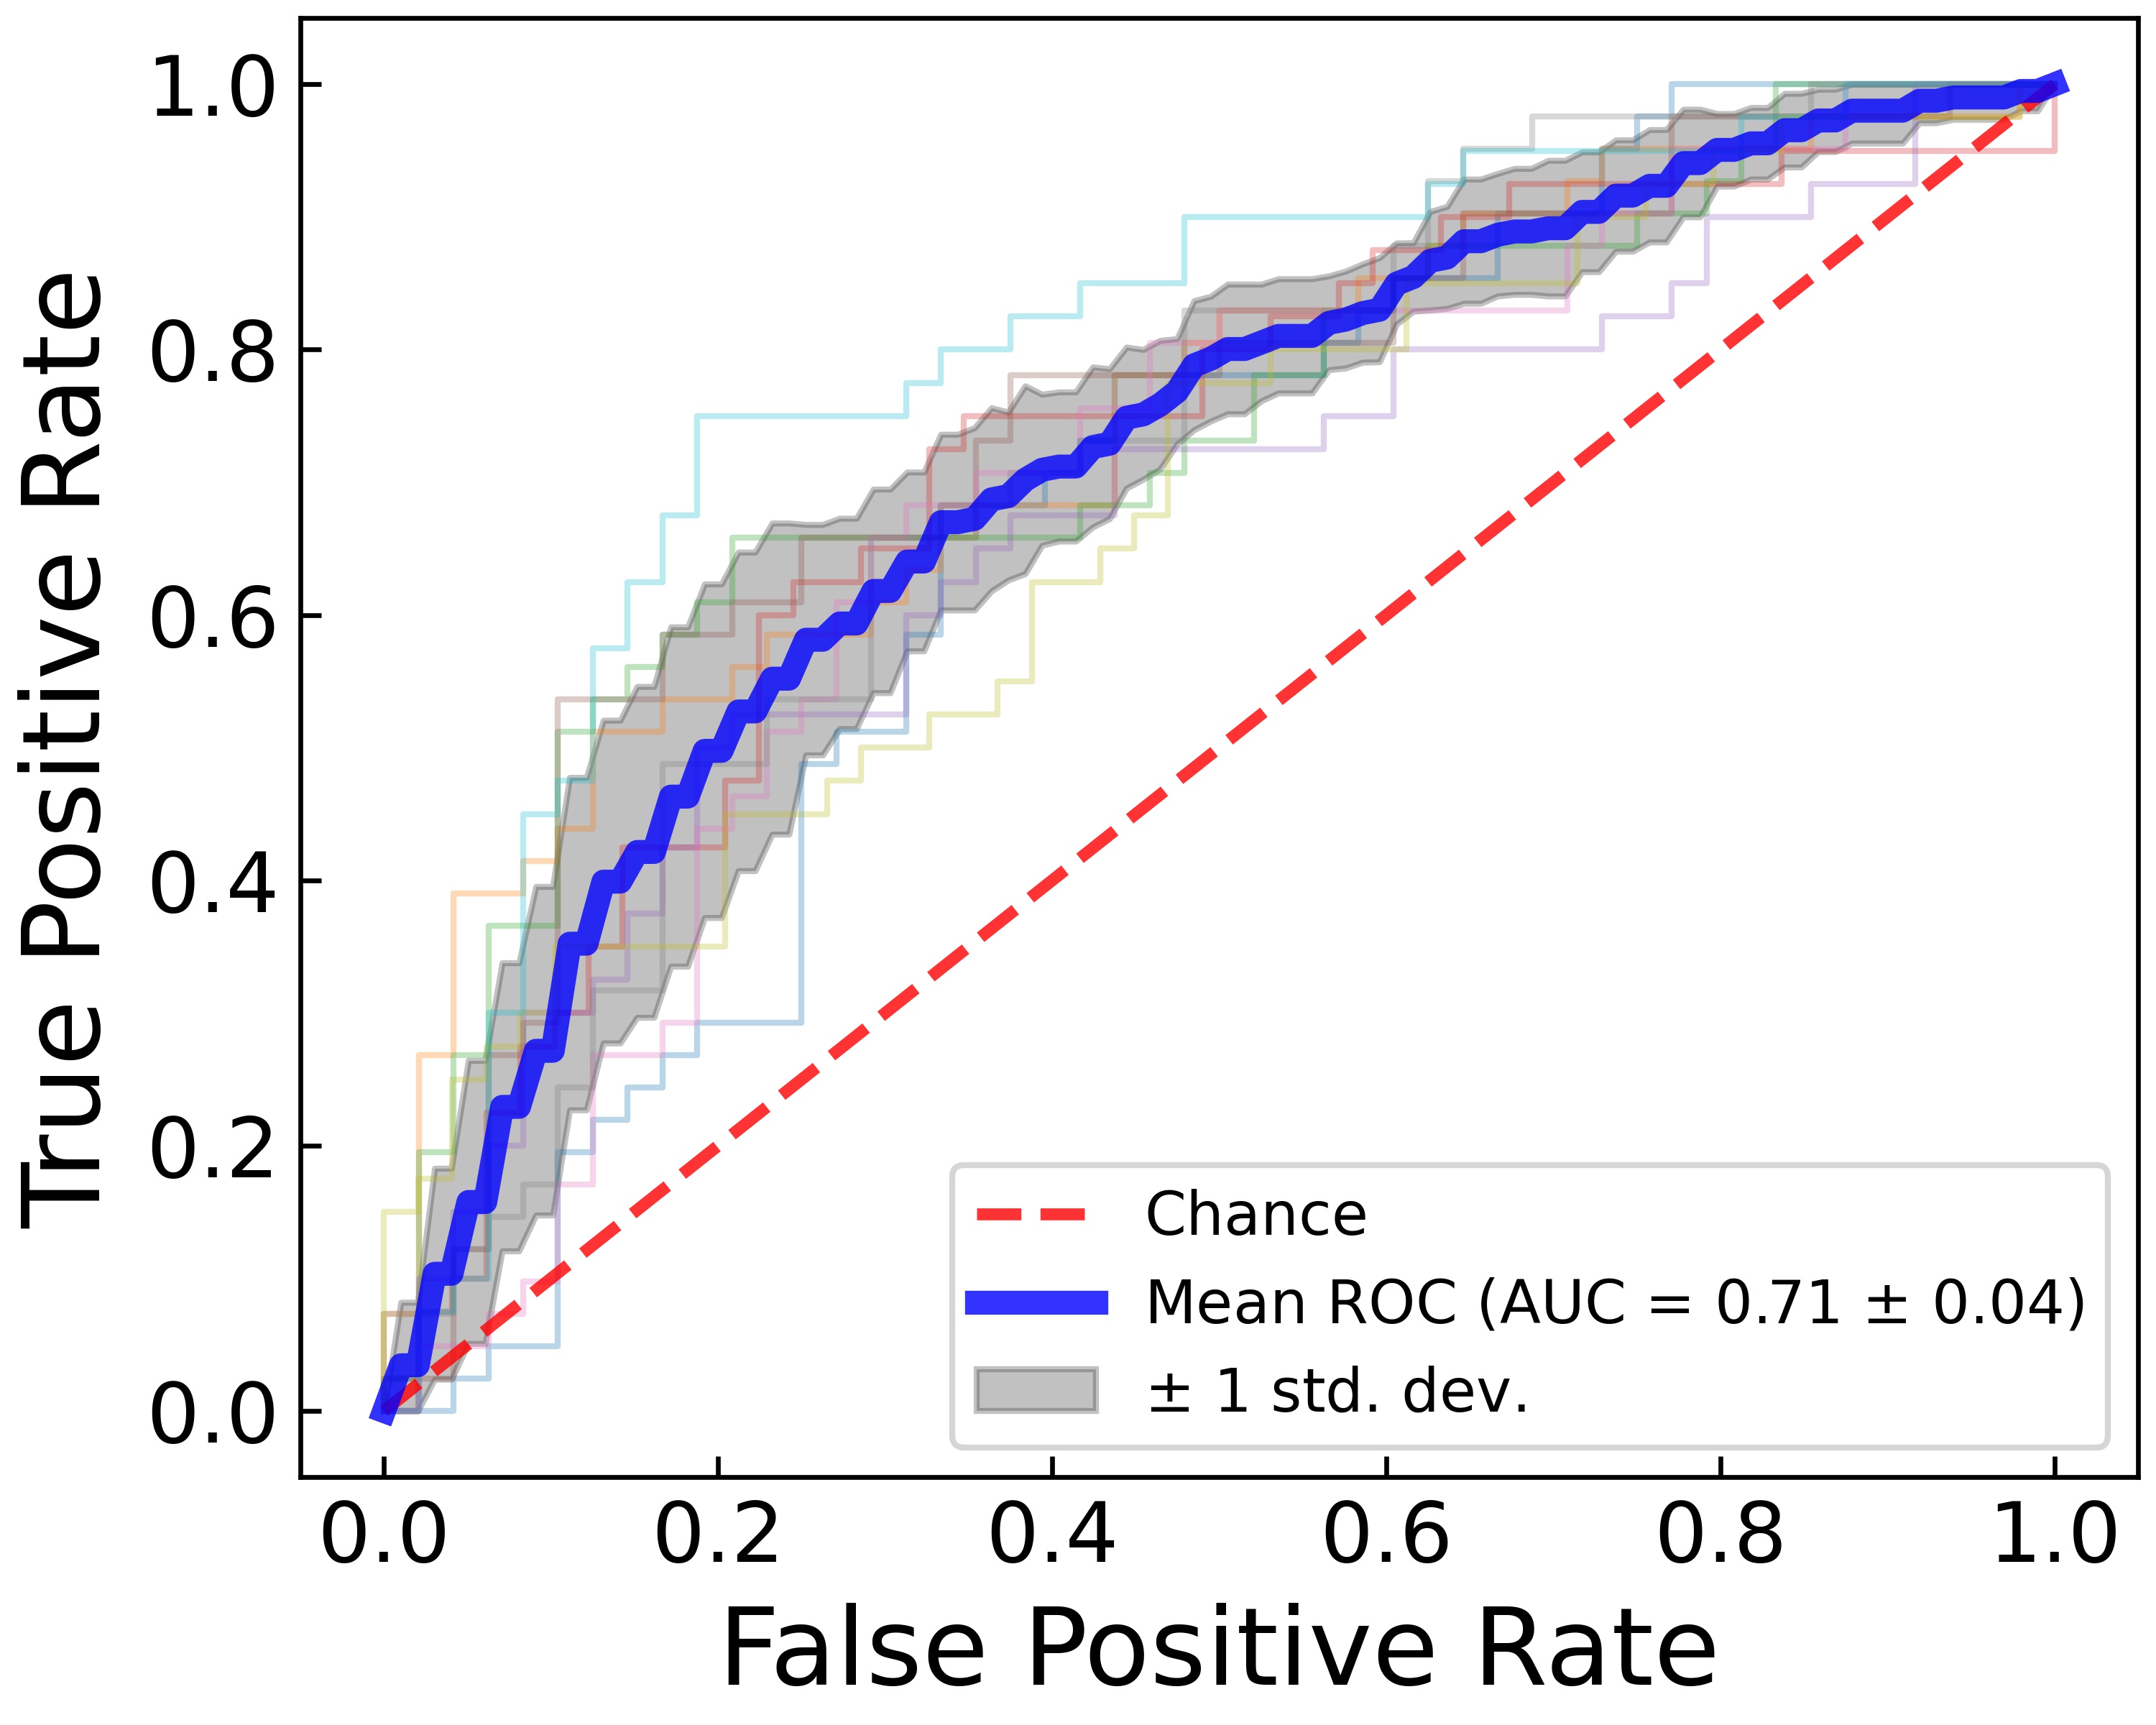 True Positive Rate
1.0
0.8
0.6
0.4
0.2
0.0
Chance
Mean ROC (AUC = 0.71 ± 0.04)
± 1 std. dev.
0.0 0.2 0.4 0.6 0.8 1.0
False Positive Rate